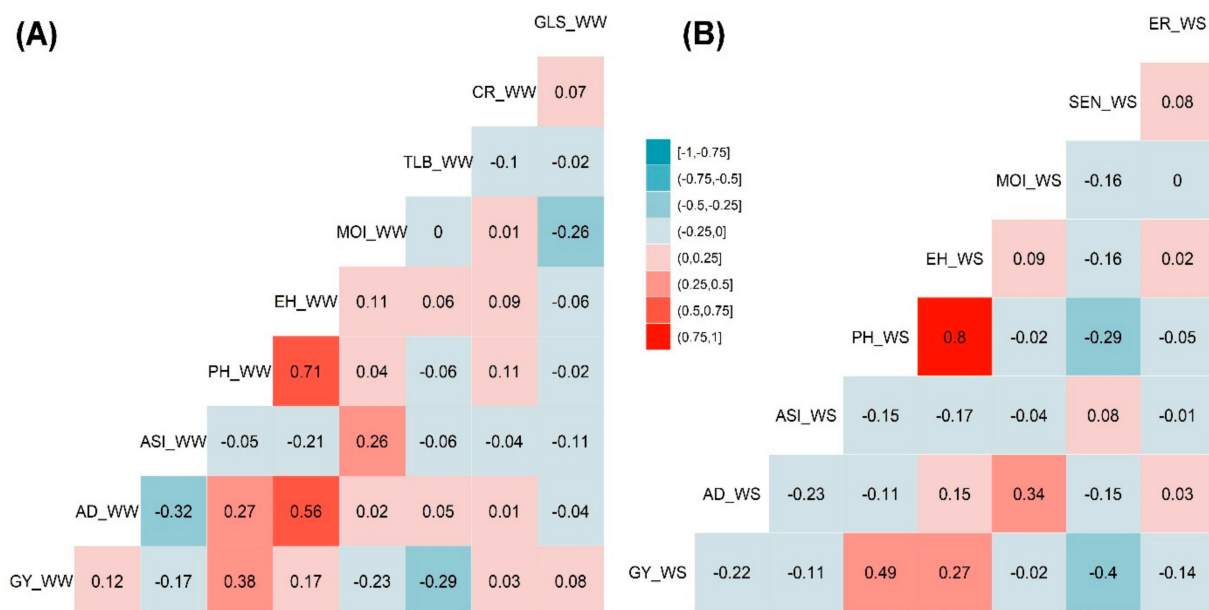 (A)
GLS_WW
CR_WW 0.07
TLB_WW -0.1 -0.02
MOI_WW 0 0.01 -0.26
EH_WW 0.11 0.06 0.09 -0.06
PH_WW 0.71 0.04 -0.06 0.11 -0.02
ASI_WW -0.05 -0.21 0.26 -0.06 -0.04 -0.11
AD_WW -0.32 0.27 0.56 0.02 0.05 0.01 -0.04
GY_WW 0.12 -0.17 0.38 0.17 -0.23 -0.29 0.03 0.08
[-1,-0.75]
(-0.75,-0.5]
(-0.5,-0.25]
(-0.25,0]
(0,0.25]
(0.25,0.5]
(0.5,0.75]
(0.75,1]
(B)
ER_WS
SEN_WS 0.08
MOI_WS -0.16 0
EH_WS 0.09 -0.16 0.02
PH_WS 0.8 -0.02 -0.29 -0.05
ASI_WS -0.15 -0.17 -0.04 0.08 -0.01
AD_WS -0.23 -0.11 0.15 0.34 -0.15 0.03
GY_WS -0.22 -0.11 0.49 0.27 -0.02 -0.4 -0.14